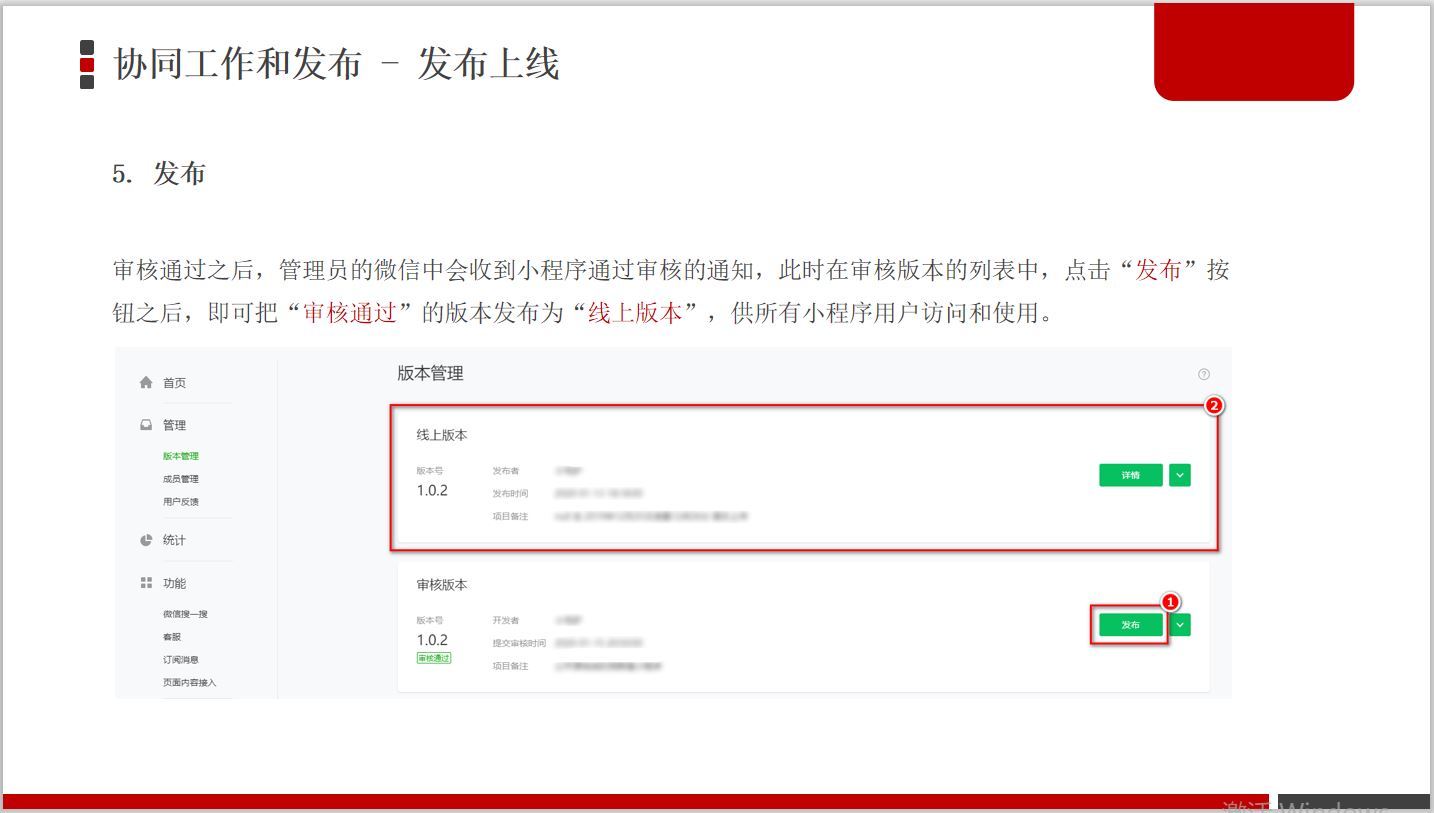 协同工作和发布 - 发布上线
5. 发布
审核通过之后，管理员的微信中会收到小程序通过审核的通知，此时在审核版本的列表中，点击“发布”按
钮之后，即可把“审核通过”的版本发布为“线上版本”，供所有小程序用户访问和使用。
首页
管理
版本管理
成员管理
用户反馈
统计
功能
微信搜一搜
客服
订阅消息
页面内容接入
版本管理
?
2
线上版本
版本号 发布者
1.0.2 发布时间
项目备注
详情
审核版本
1
版本号 开发者
1.0.2 提交审核时间
审核通过 项目备注
发布
激活 Windows